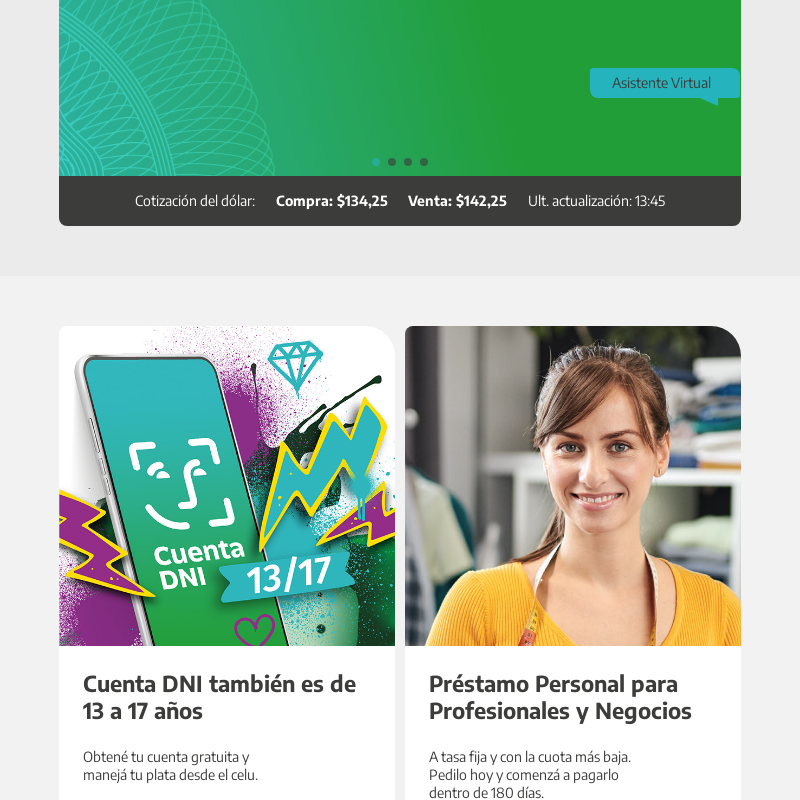 Asistente Virtual
Cotización del dólar: Compra: $134,25 Venta: $142,25 Ult. actualización: 13:45
Cuenta
DNI
13/17
Cuenta DNI también es de
13 a 17 años
Obtené tu cuenta gratuita y
manejá tu plata desde el celu.
Préstamo Personal para
Profesionales y Negocios
A tasa fija y con la cuota más baja.
Pedilo hoy y comenzá a pagarlo
dentro de 180 días.